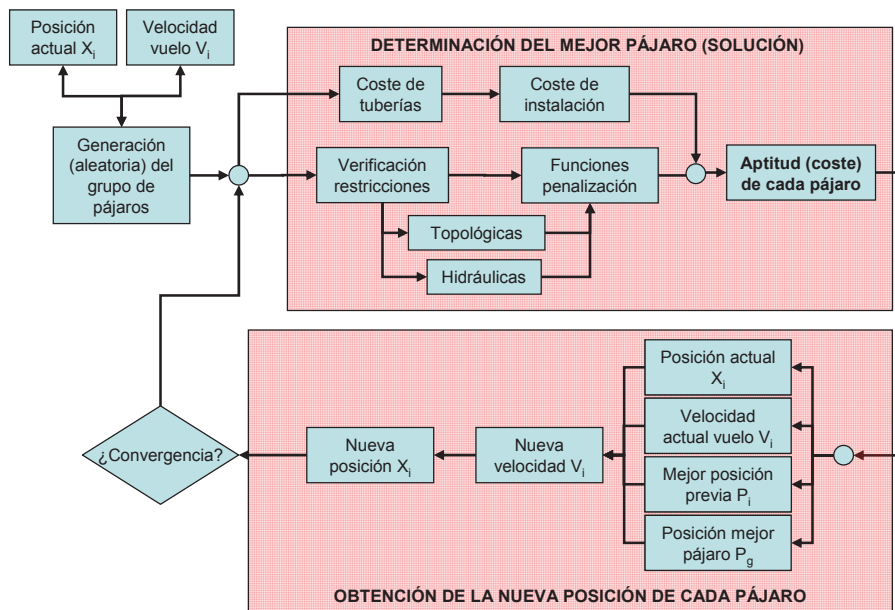 Posición
actual Xi
Velocidad
vuelo Vi
Generación
(aleatoria) del
grupo de
pájaros
DETERMINACIÓN DEL MEJOR PÁJARO (SOLUCIÓN)
Coste de
tuberías
Coste de
instalación
Verificación
restricciones
Funciones
penalización
Topológicas
Hidráulicas
Aptitud (coste)
de cada pájaro
Posición actual
Xi
Velocidad
actual vuelo Vi
Mejor posición
previa Pi
Posición mejor
pájaro Pg
Nueva
velocidad Vi
Nueva
posición Xi
¿Convergencia?
OBTENCIÓN DE LA NUEVA POSICIÓN DE CADA PÁJARO